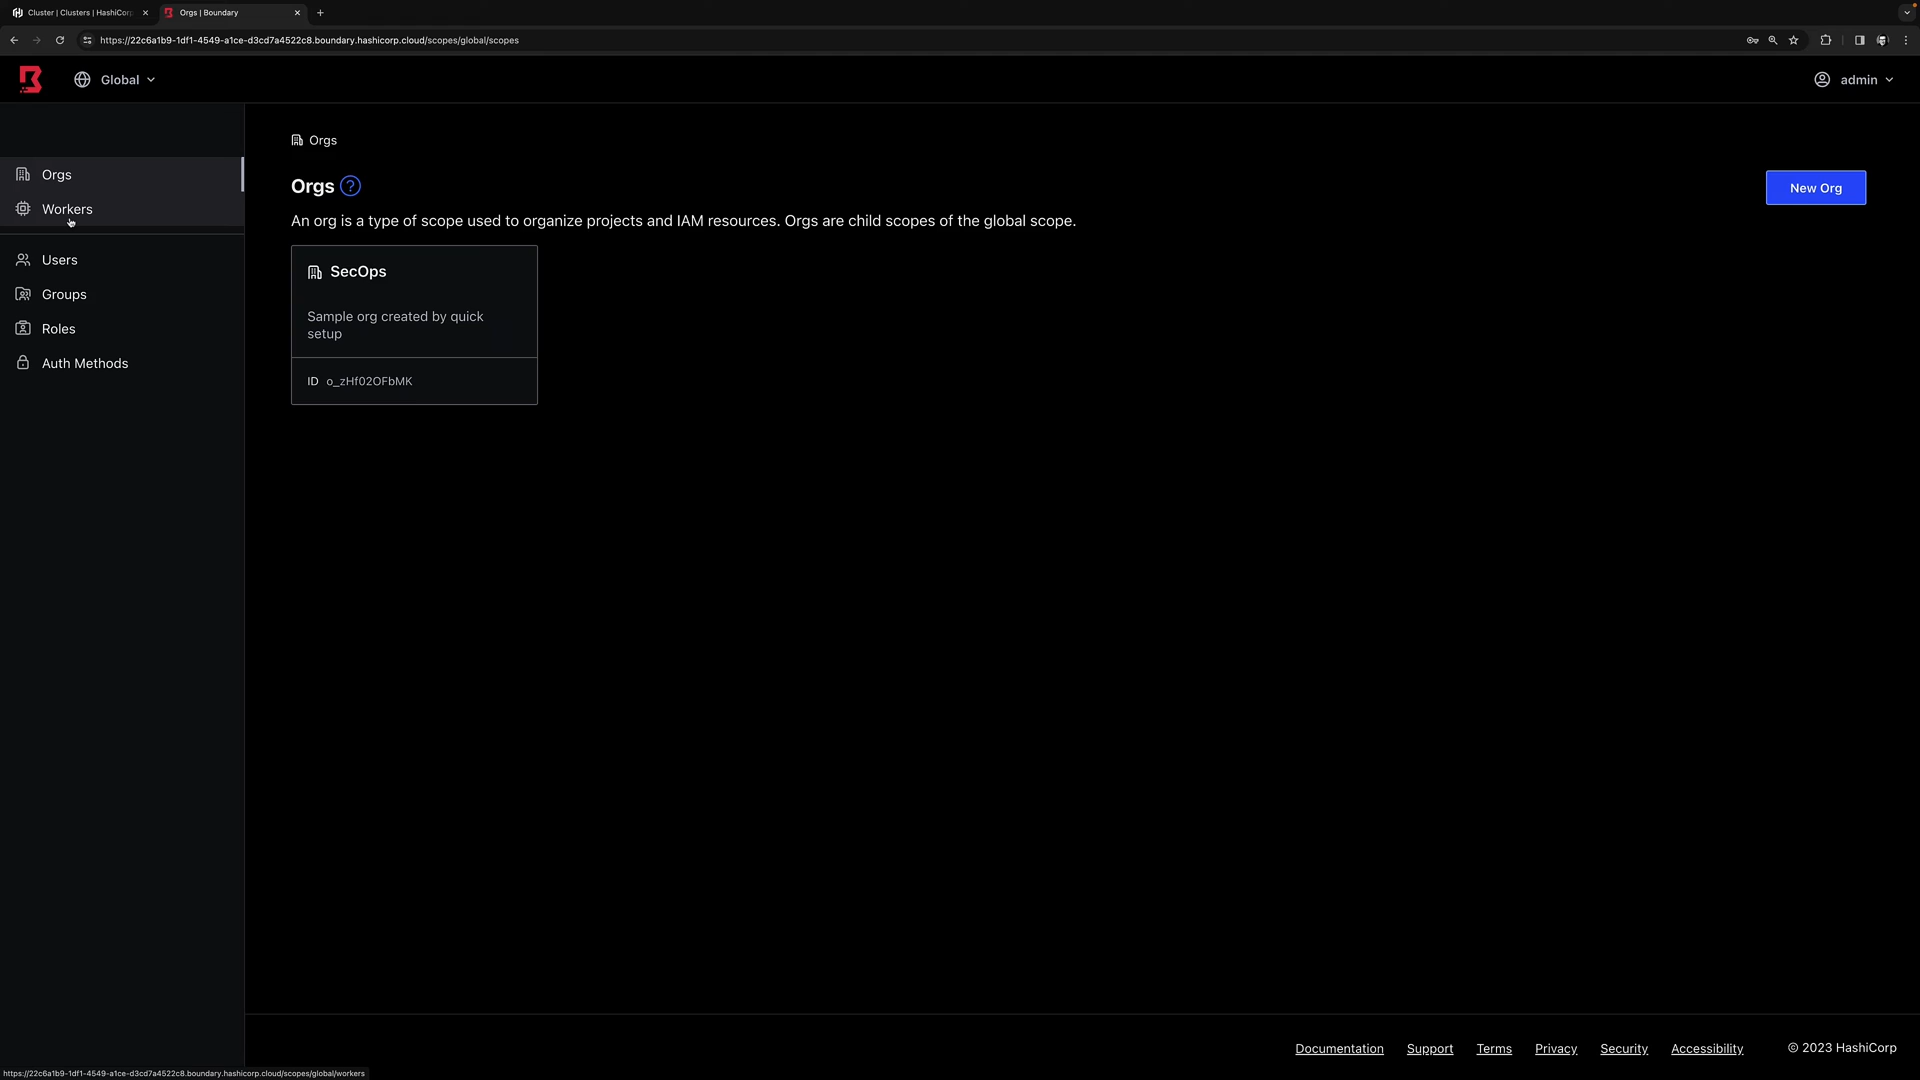 Cluster | Clusters | HashiCorp
Orgs | Boundary
https://22c6a1b9-1df1-4549-a1ce-d3cd7a4522c8.boundary.hashicorp.cloud/scopes/global/scopes
Global
admin
Orgs
Workers
Users
Groups
Roles
Auth Methods
Orgs
Orgs
New Org
An org is a type of scope used to organize projects and IAM resources. Orgs are child scopes of the global scope.
SecOps
Sample org created by quick
setup
ID o_zHf02OFbMK
Documentation Support Terms Privacy Security Accessibility © 2023 HashiCorp
https://22c6a1b9-1df1-4549-a1ce-d3cd7a4522c8.boundary.hashicorp.cloud/scopes/global/workers